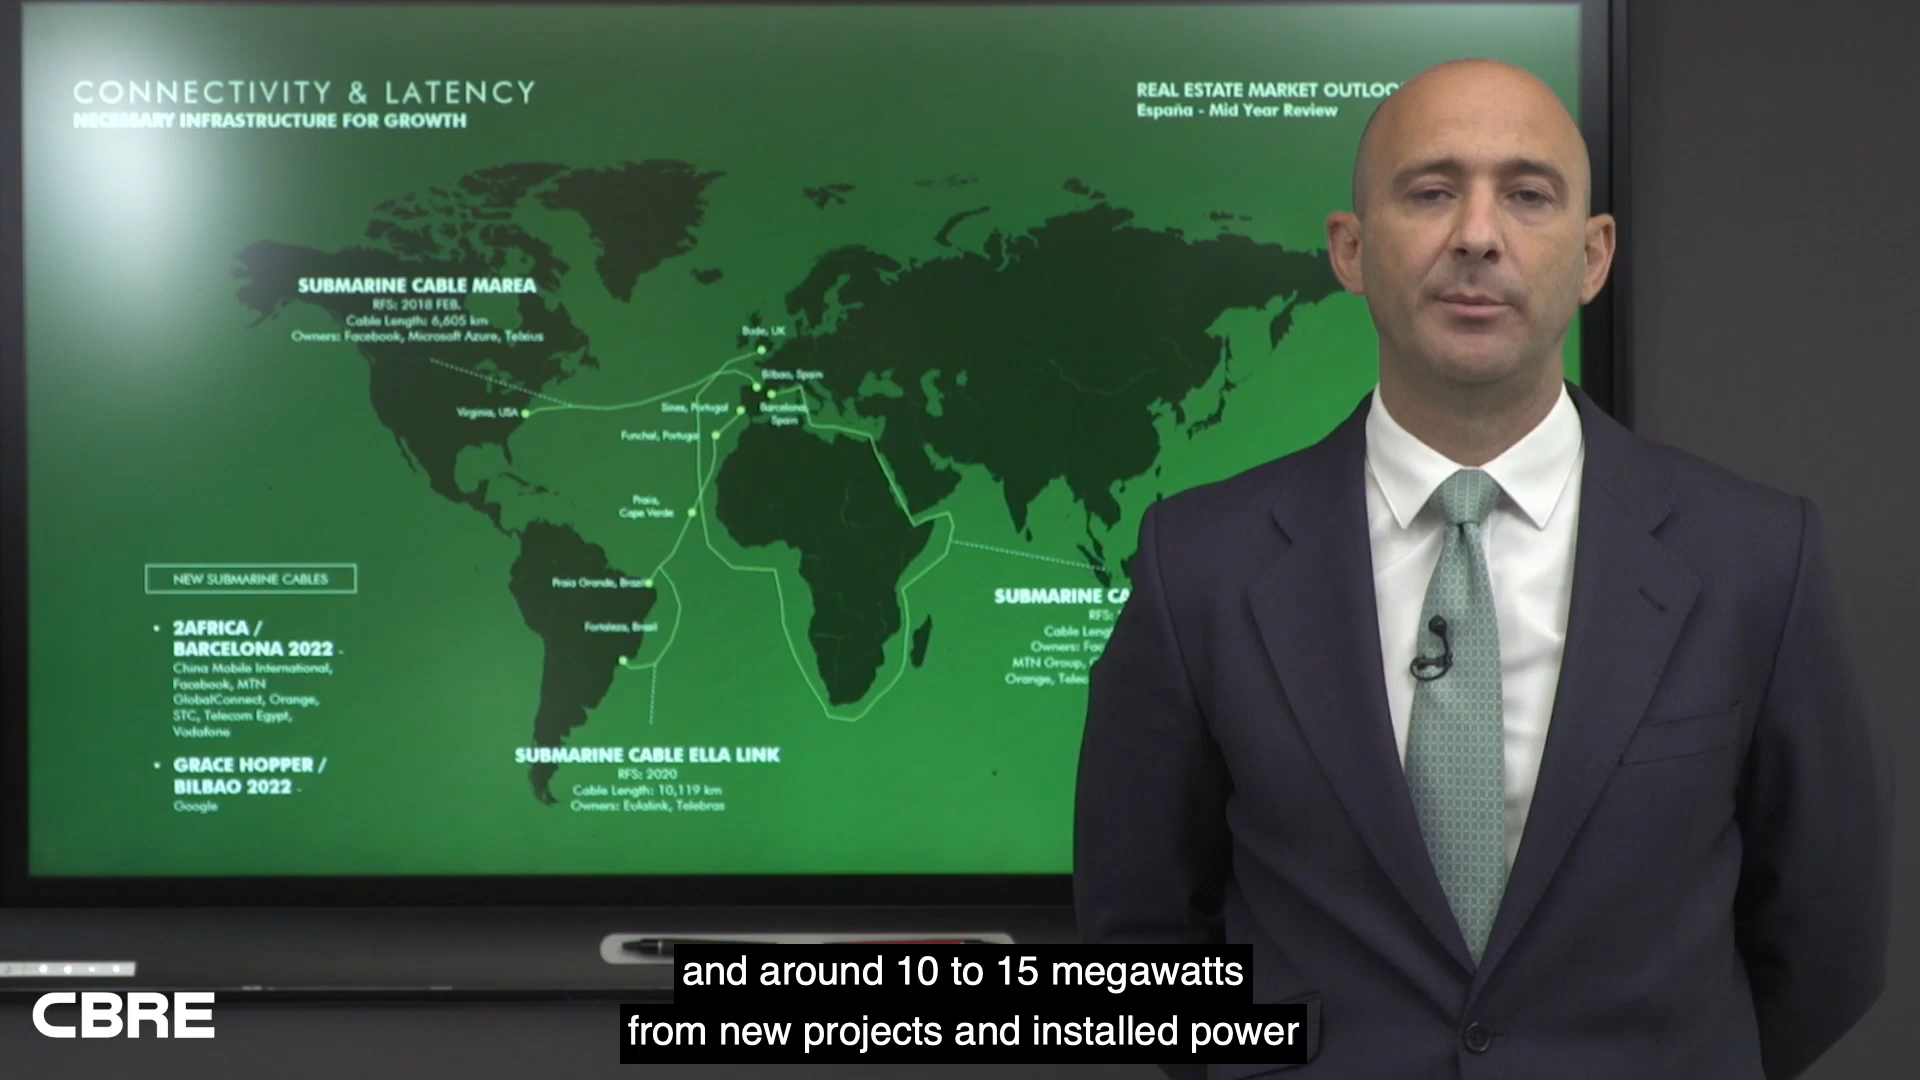 CONNECTIVITY & LATENCY
NECESSARY INFRASTRUCTURE FOR GROWTH
REAL ESTATE MARKET
España - Mid Year Review
SUBMARINE CABLE MAREA
RFS: 2018 FEB.
Cable Length: 6,605 km
Owners: Facebook, Microsoft Azure, Telxius
Bude, UK
Bilbao, Spain
Virginia, USA
Sines, Portugal
Barcelona,
Spain
Funchal, Portugal
Praia,
Cape Verde
Praia Grande, Brazil
Fortaleza, Brazil
NEW SUBMARINE CABLES
• 2AFRICA /
BARCELONA 2022 -
China Mobile International,
Facebook, MTN
GlobalConnect, Orange,
STC, Telecom Egypt,
Vodafone
• GRACE HOPPER /
BILBAO 2022 -
Google
SUBMARINE CABLE ELLA LINK
RFS: 2020
Cable Length: 10,119 km
Owners: Eulalink, Telebras
SUBMARINE
RFS:
Cable
Owners:
MTN Group,
Orange,
and around 10 to 15 megawatts
from new projects and installed power
CBRE